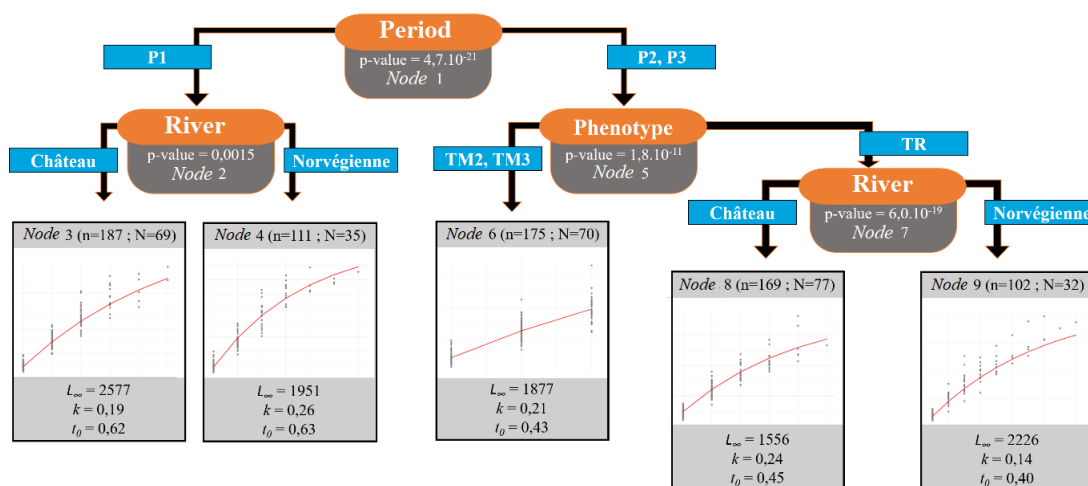 Period
p-value = 4,7.10⁻²¹
Node 1
P1
P2, P3
River
p-value = 0,0015
Node 2
Château
Norvégienne
Phenotype
p-value = 1,8.10⁻¹¹
Node 5
TM2, TM3
TR
River
p-value = 6,0.10⁻¹⁹
Node 7
Château
Norvégienne
Node 3 (n=187 ; N=69)
L∞ = 2577
k = 0,19
t₀ = 0,62
Node 4 (n=111 ; N=35)
L∞ = 1951
k = 0,26
t₀ = 0,63
Node 6 (n=175 ; N=70)
L∞ = 1877
k = 0,21
t₀ = 0,43
Node 8 (n=169 ; N=77)
L∞ = 1556
k = 0,24
t₀ = 0,45
Node 9 (n=102 ; N=32)
L∞ = 2226
k = 0,14
t₀ = 0,40